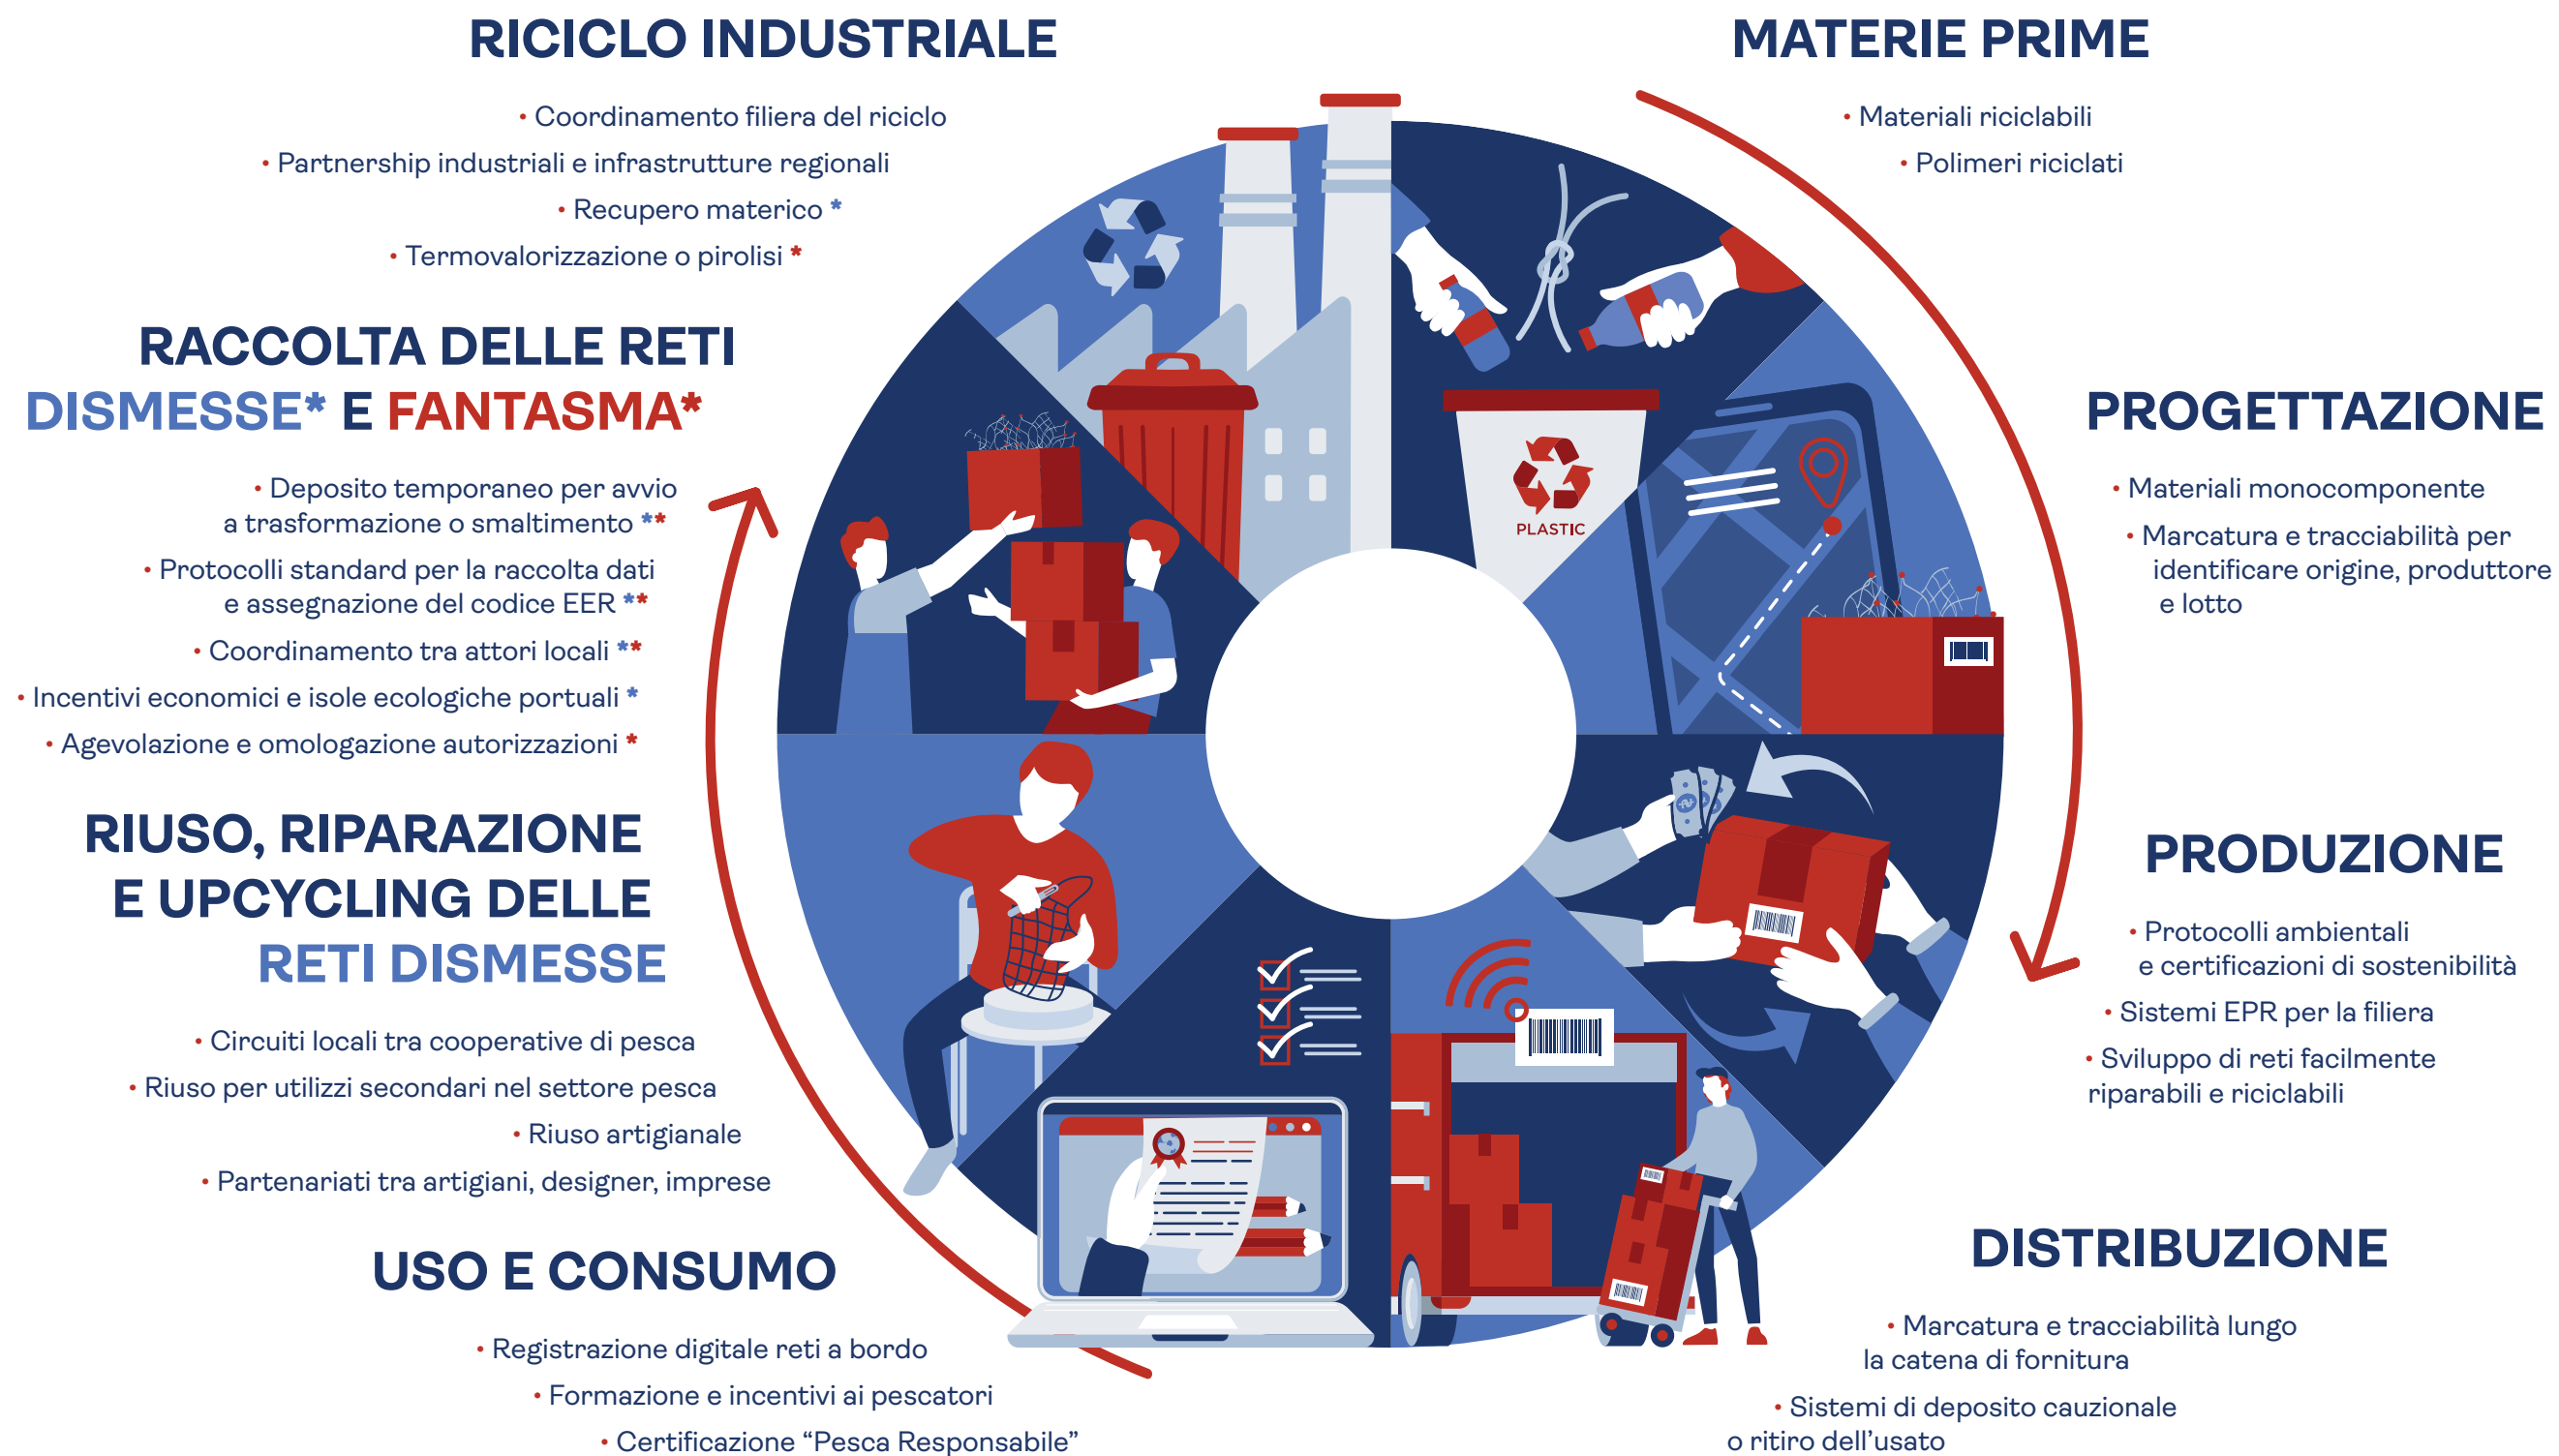 RICICLO INDUSTRIALE
• Coordinamento filiera del riciclo
• Partnership industriali e infrastrutture regionali
• Recupero materico *
• Termovalorizzazione o pirolisi *
RACCOLTA DELLE RETI
DISMESSE* E FANTASMA*
• Deposito temporaneo per avvio
a trasformazione o smaltimento **
• Protocolli standard per la raccolta dati
e assegnazione del codice EER **
• Coordinamento tra attori locali **
• Incentivi economici e isole ecologiche portuali *
• Agevolazione e omologazione autorizzazioni *
RIUSO, RIPARAZIONE
E UPCYCLING DELLE
RETI DISMESSE
• Circuiti locali tra cooperative di pesca
• Riuso per utilizzi secondari nel settore pesca
• Riuso artigianale
• Partenariati tra artigiani, designer, imprese
USO E CONSUMO
• Registrazione digitale reti a bordo
• Formazione e incentivi ai pescatori
• Certificazione “Pesca Responsabile”
PLASTIC
MATERIE PRIME
• Materiali riciclabili
• Polimeri riciclati
PROGETTAZIONE
• Materiali monocomponente
• Marcatura e tracciabilità per
identificare origine, produttore
e lotto
PRODUZIONE
• Protocolli ambientali
e certificazioni di sostenibilità
• Sistemi EPR per la filiera
• Sviluppo di reti facilmente
riparabili e riciclabili
DISTRIBUZIONE
• Marcatura e tracciabilità lungo
la catena di fornitura
• Sistemi di deposito cauzionale
o ritiro dell’usato